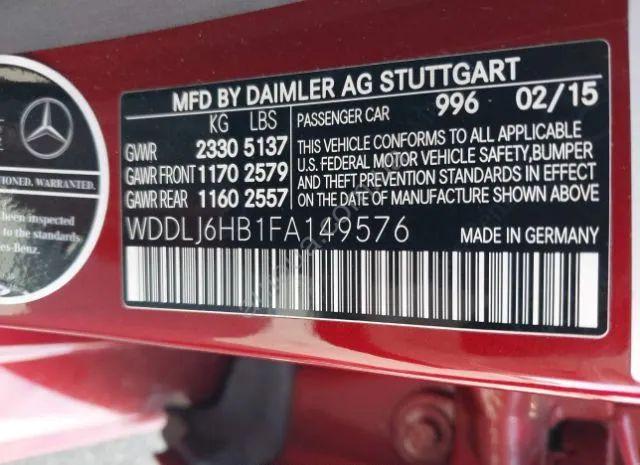 MFD BY DAIMLER AG STUTTGART
KG LBS PASSENGER CAR 996 02/15
GVWR 2330 5137
GAWR FRONT 1170 2579
GAWR REAR 1160 2557
THIS VEHICLE CONFORMS TO ALL APPLICABLE
U.S. FEDERAL MOTOR VEHICLE SAFETY, BUMPER
AND THEFT PREVENTION STANDARDS IN EFFECT
ON THE DATE OF MANUFACTURE SHOWN ABOVE
WDDLJ6HB1FA149576 MADE IN GERMANY
WARRANTED.
been inspected
to the standards